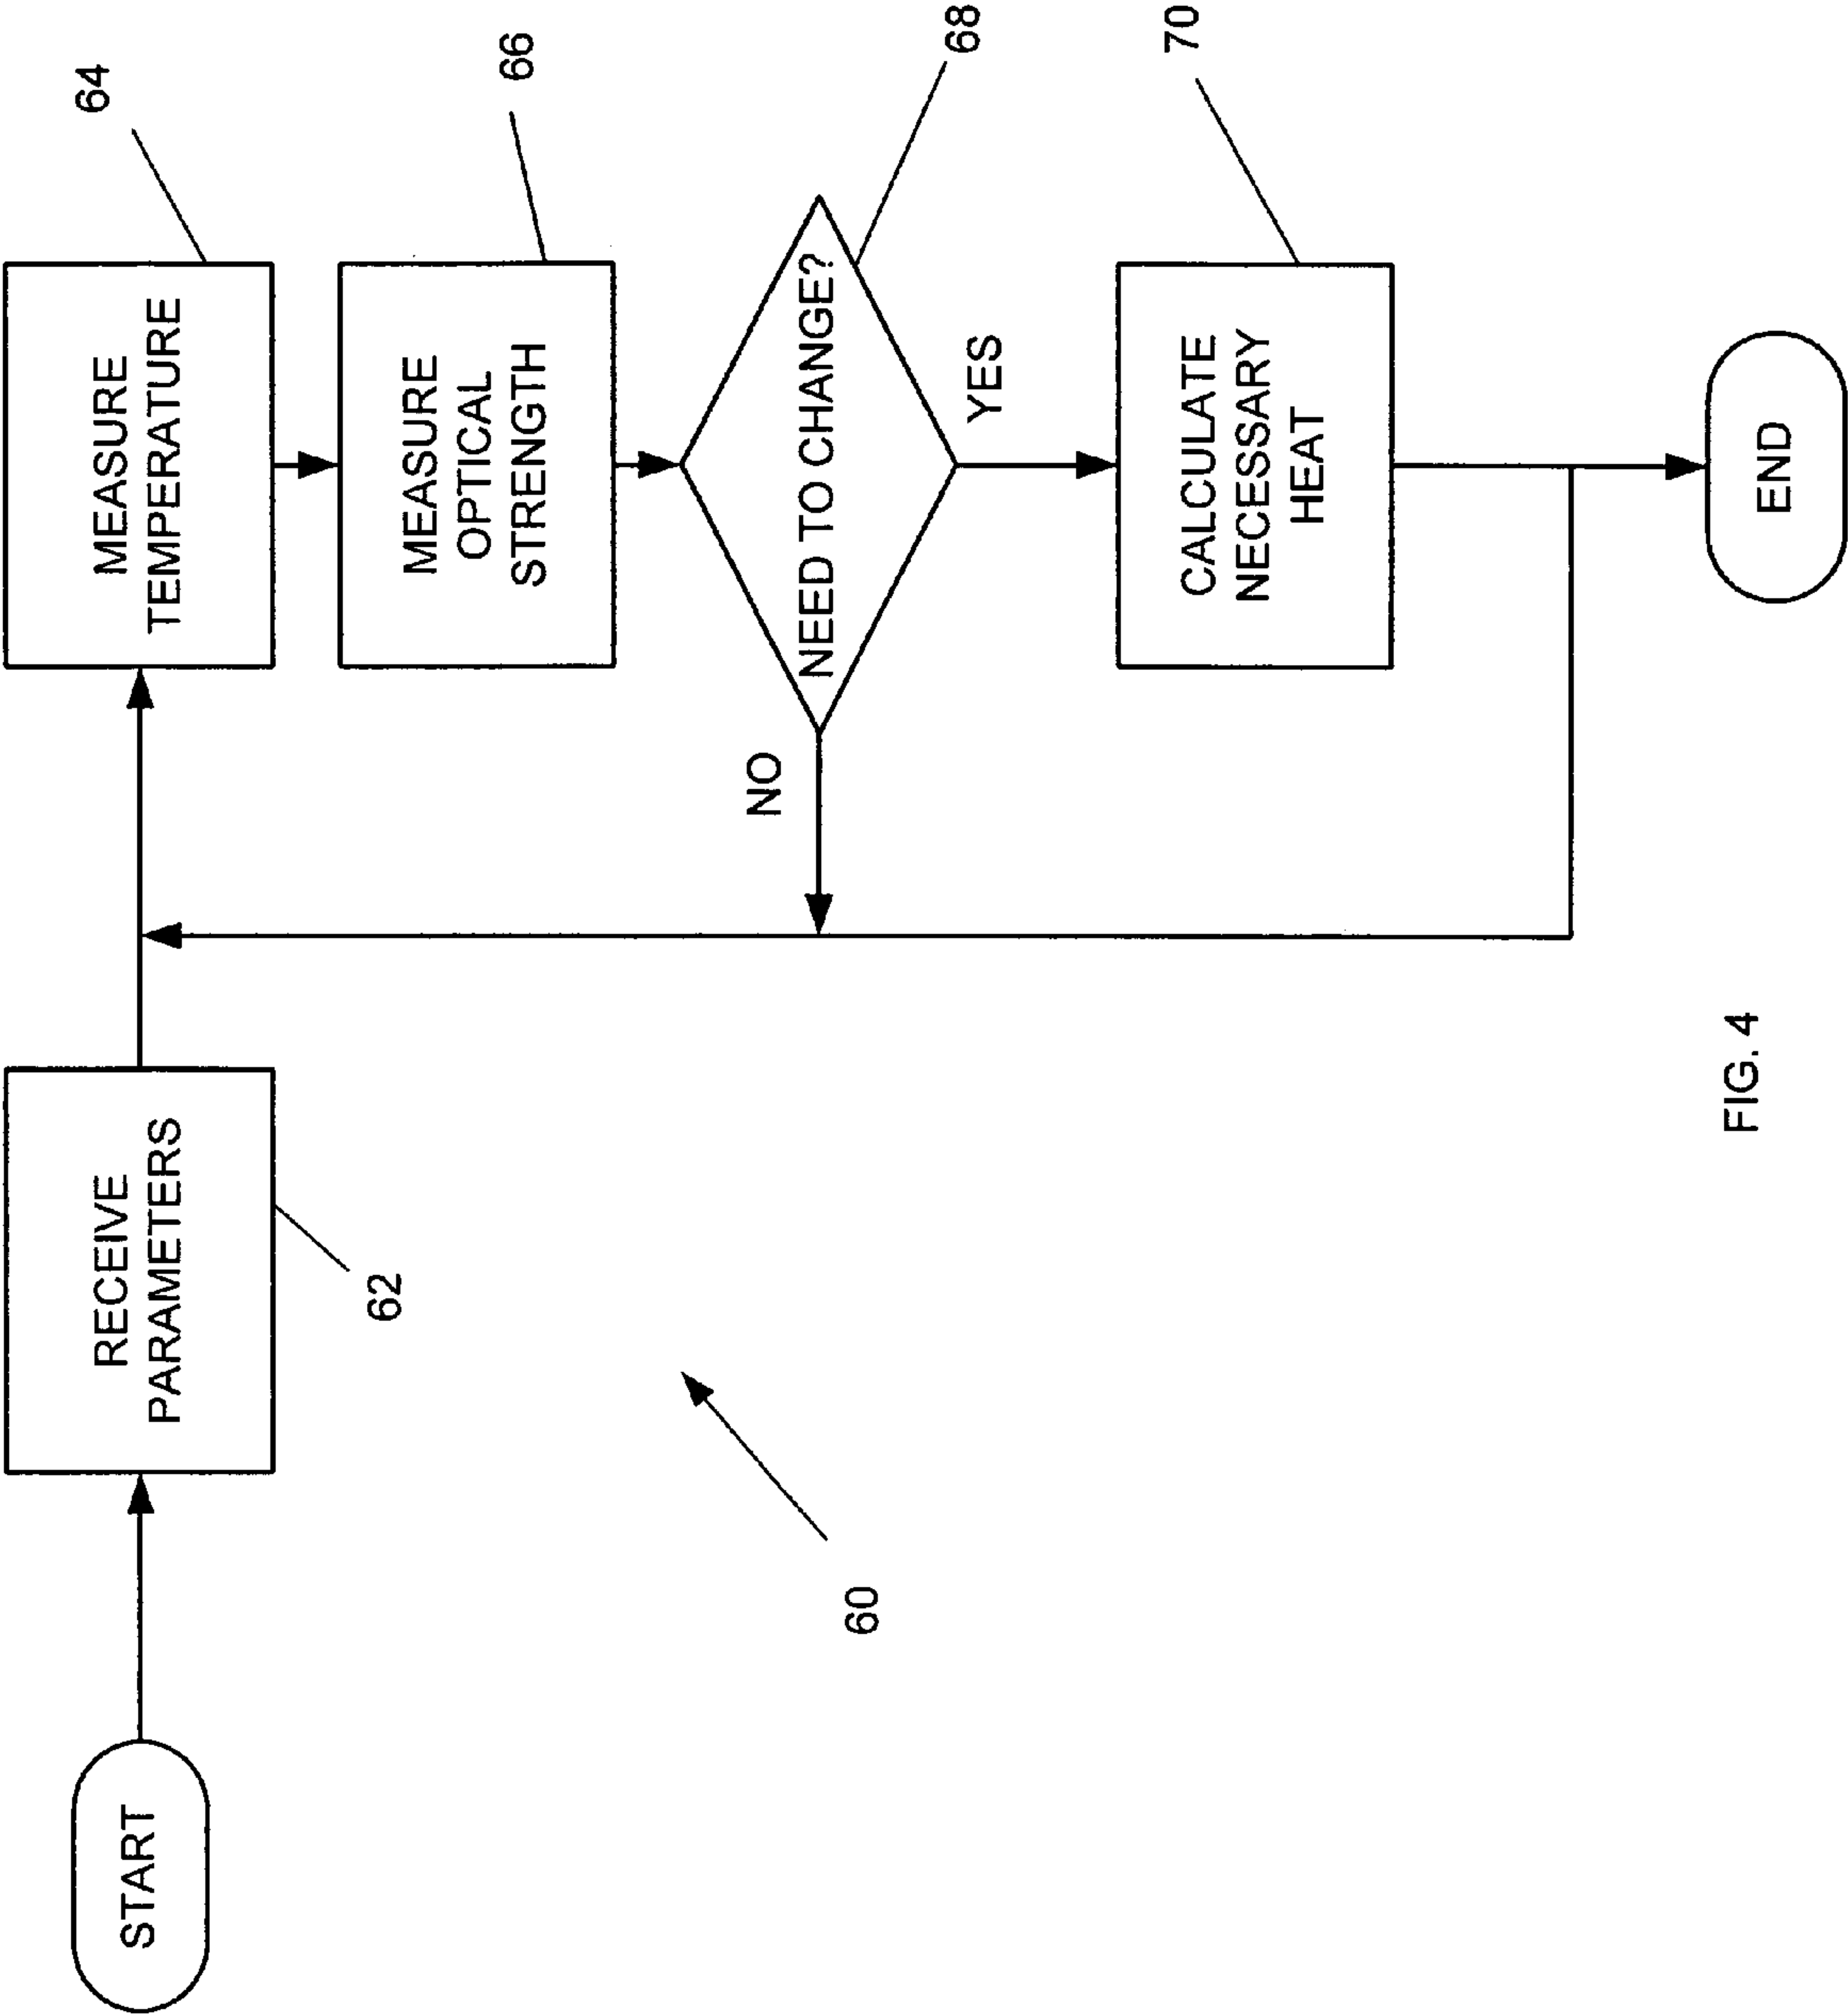 START
RECEIVE
PARAMETERS
62
MEASURE
TEMPERATURE
64
MEASURE
OPTICAL
STRENGTH
66
NEED TO CHANGE?
68
NO
YES
CALCULATE
NECESSARY
HEAT
70
END
60
FIG. 4